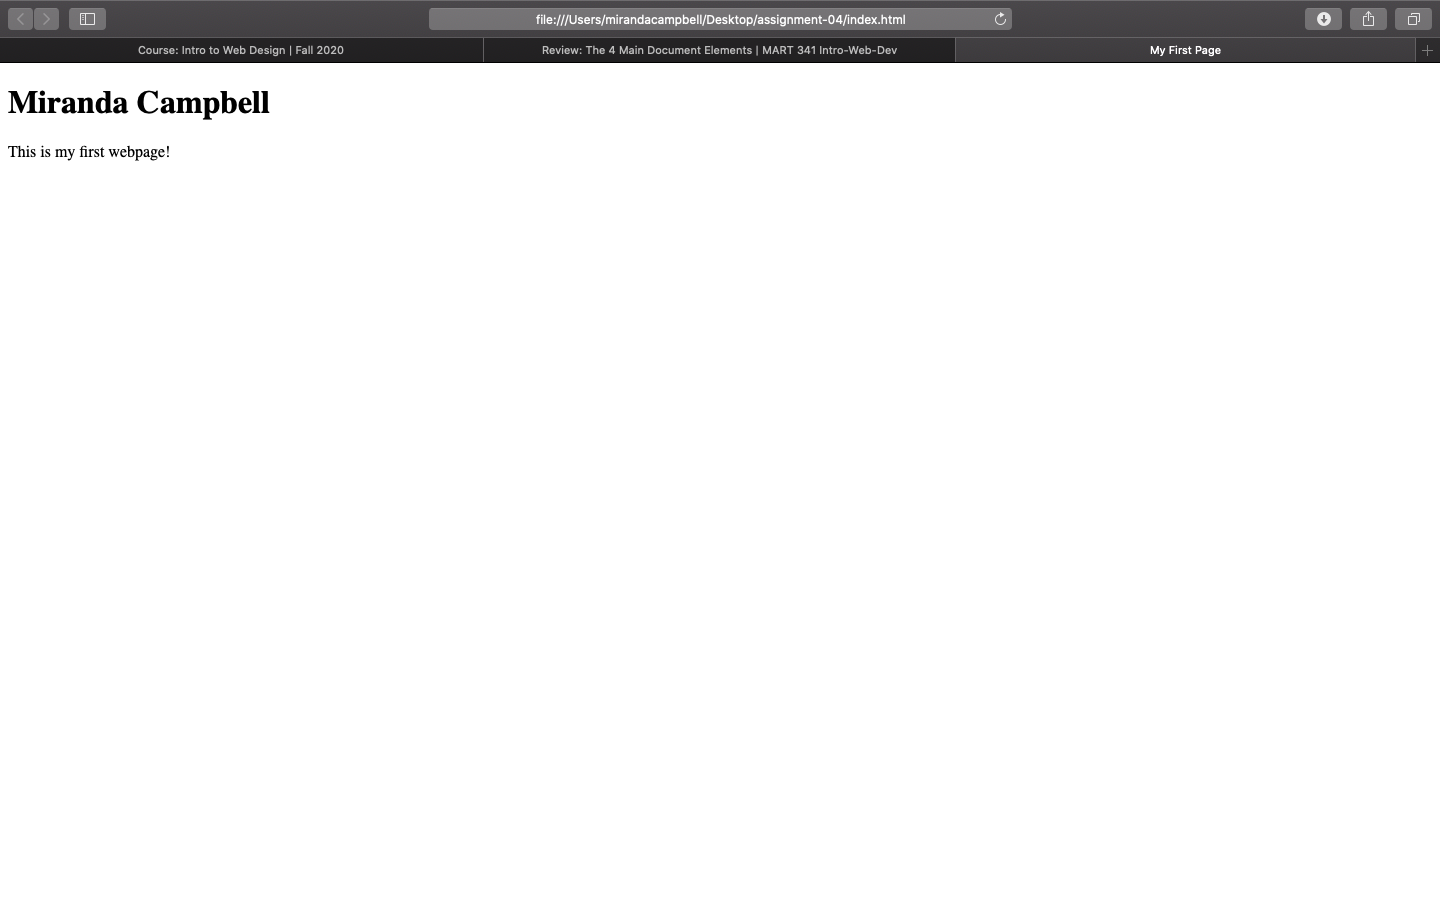 file:///Users/mirandacampbell/Desktop/assignment-04/index.html
Course: Intro to Web Design | Fall 2020
Review: The 4 Main Document Elements | MART 341 Intro-Web-Dev
My First Page
Miranda Campbell
This is my first webpage!